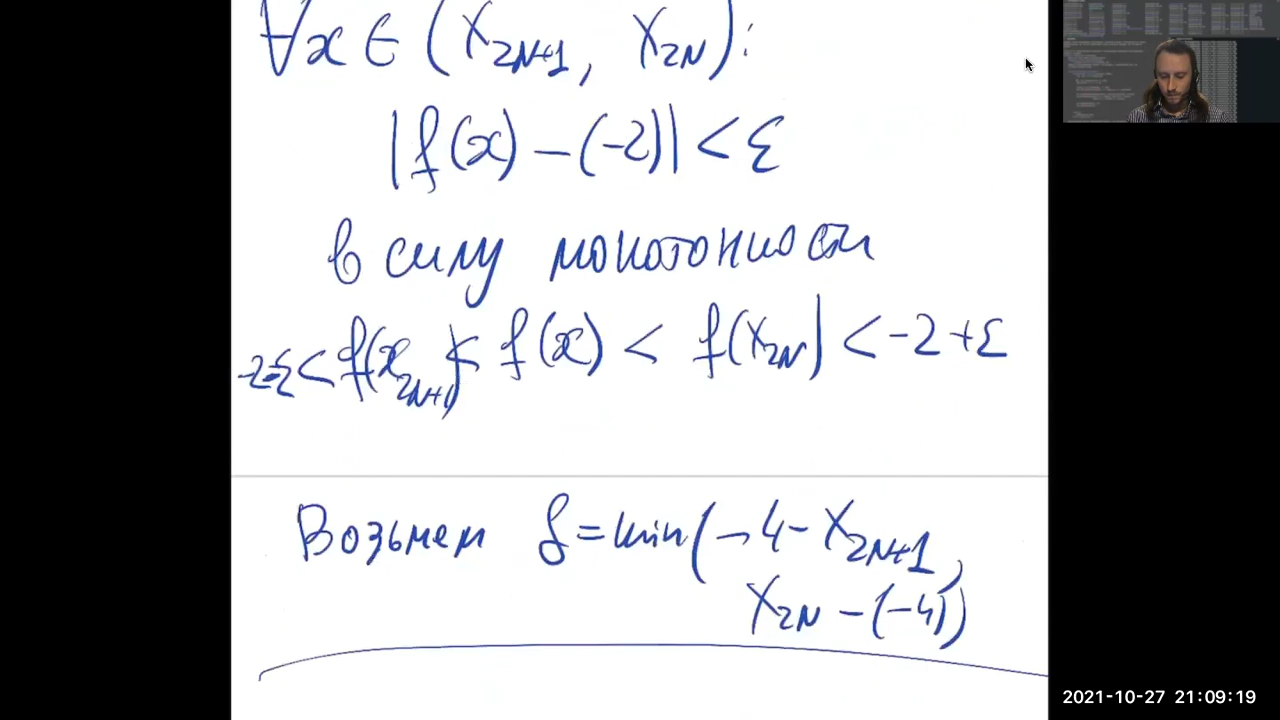 ∀x ∈ (x_{2N+1}, x_{2N}):
|f(x) - (-2)| < ε
в силу монотонности
-2-ε < f(x_{2N+1}) < f(x) < f(x_{2N}) < -2 + ε
Возьмем δ = min(-4 - x_{2N+1},
x_{2N} - (-4))
2021-10-27 21:09:19